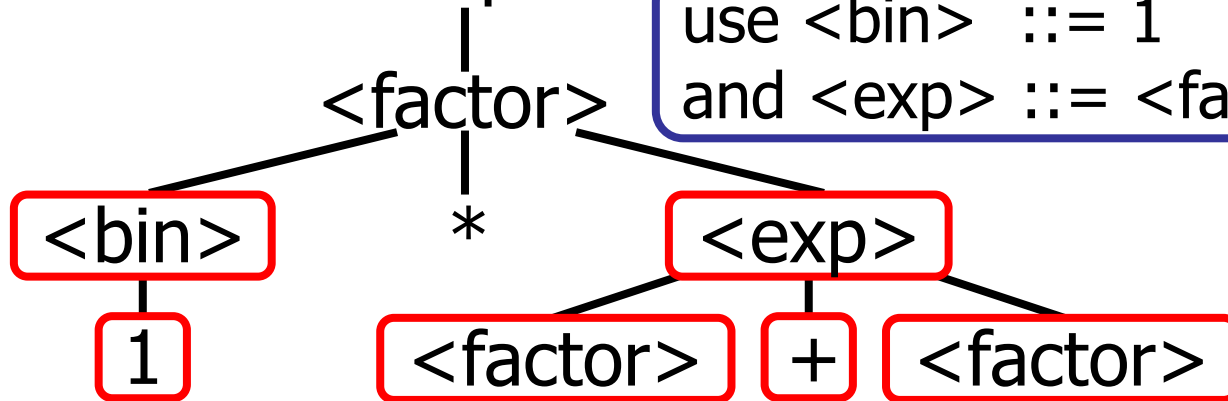 use <bin> ::= 1
and <exp> ::= <fa
<factor>
<bin> * <exp>
1 <factor> + <factor>